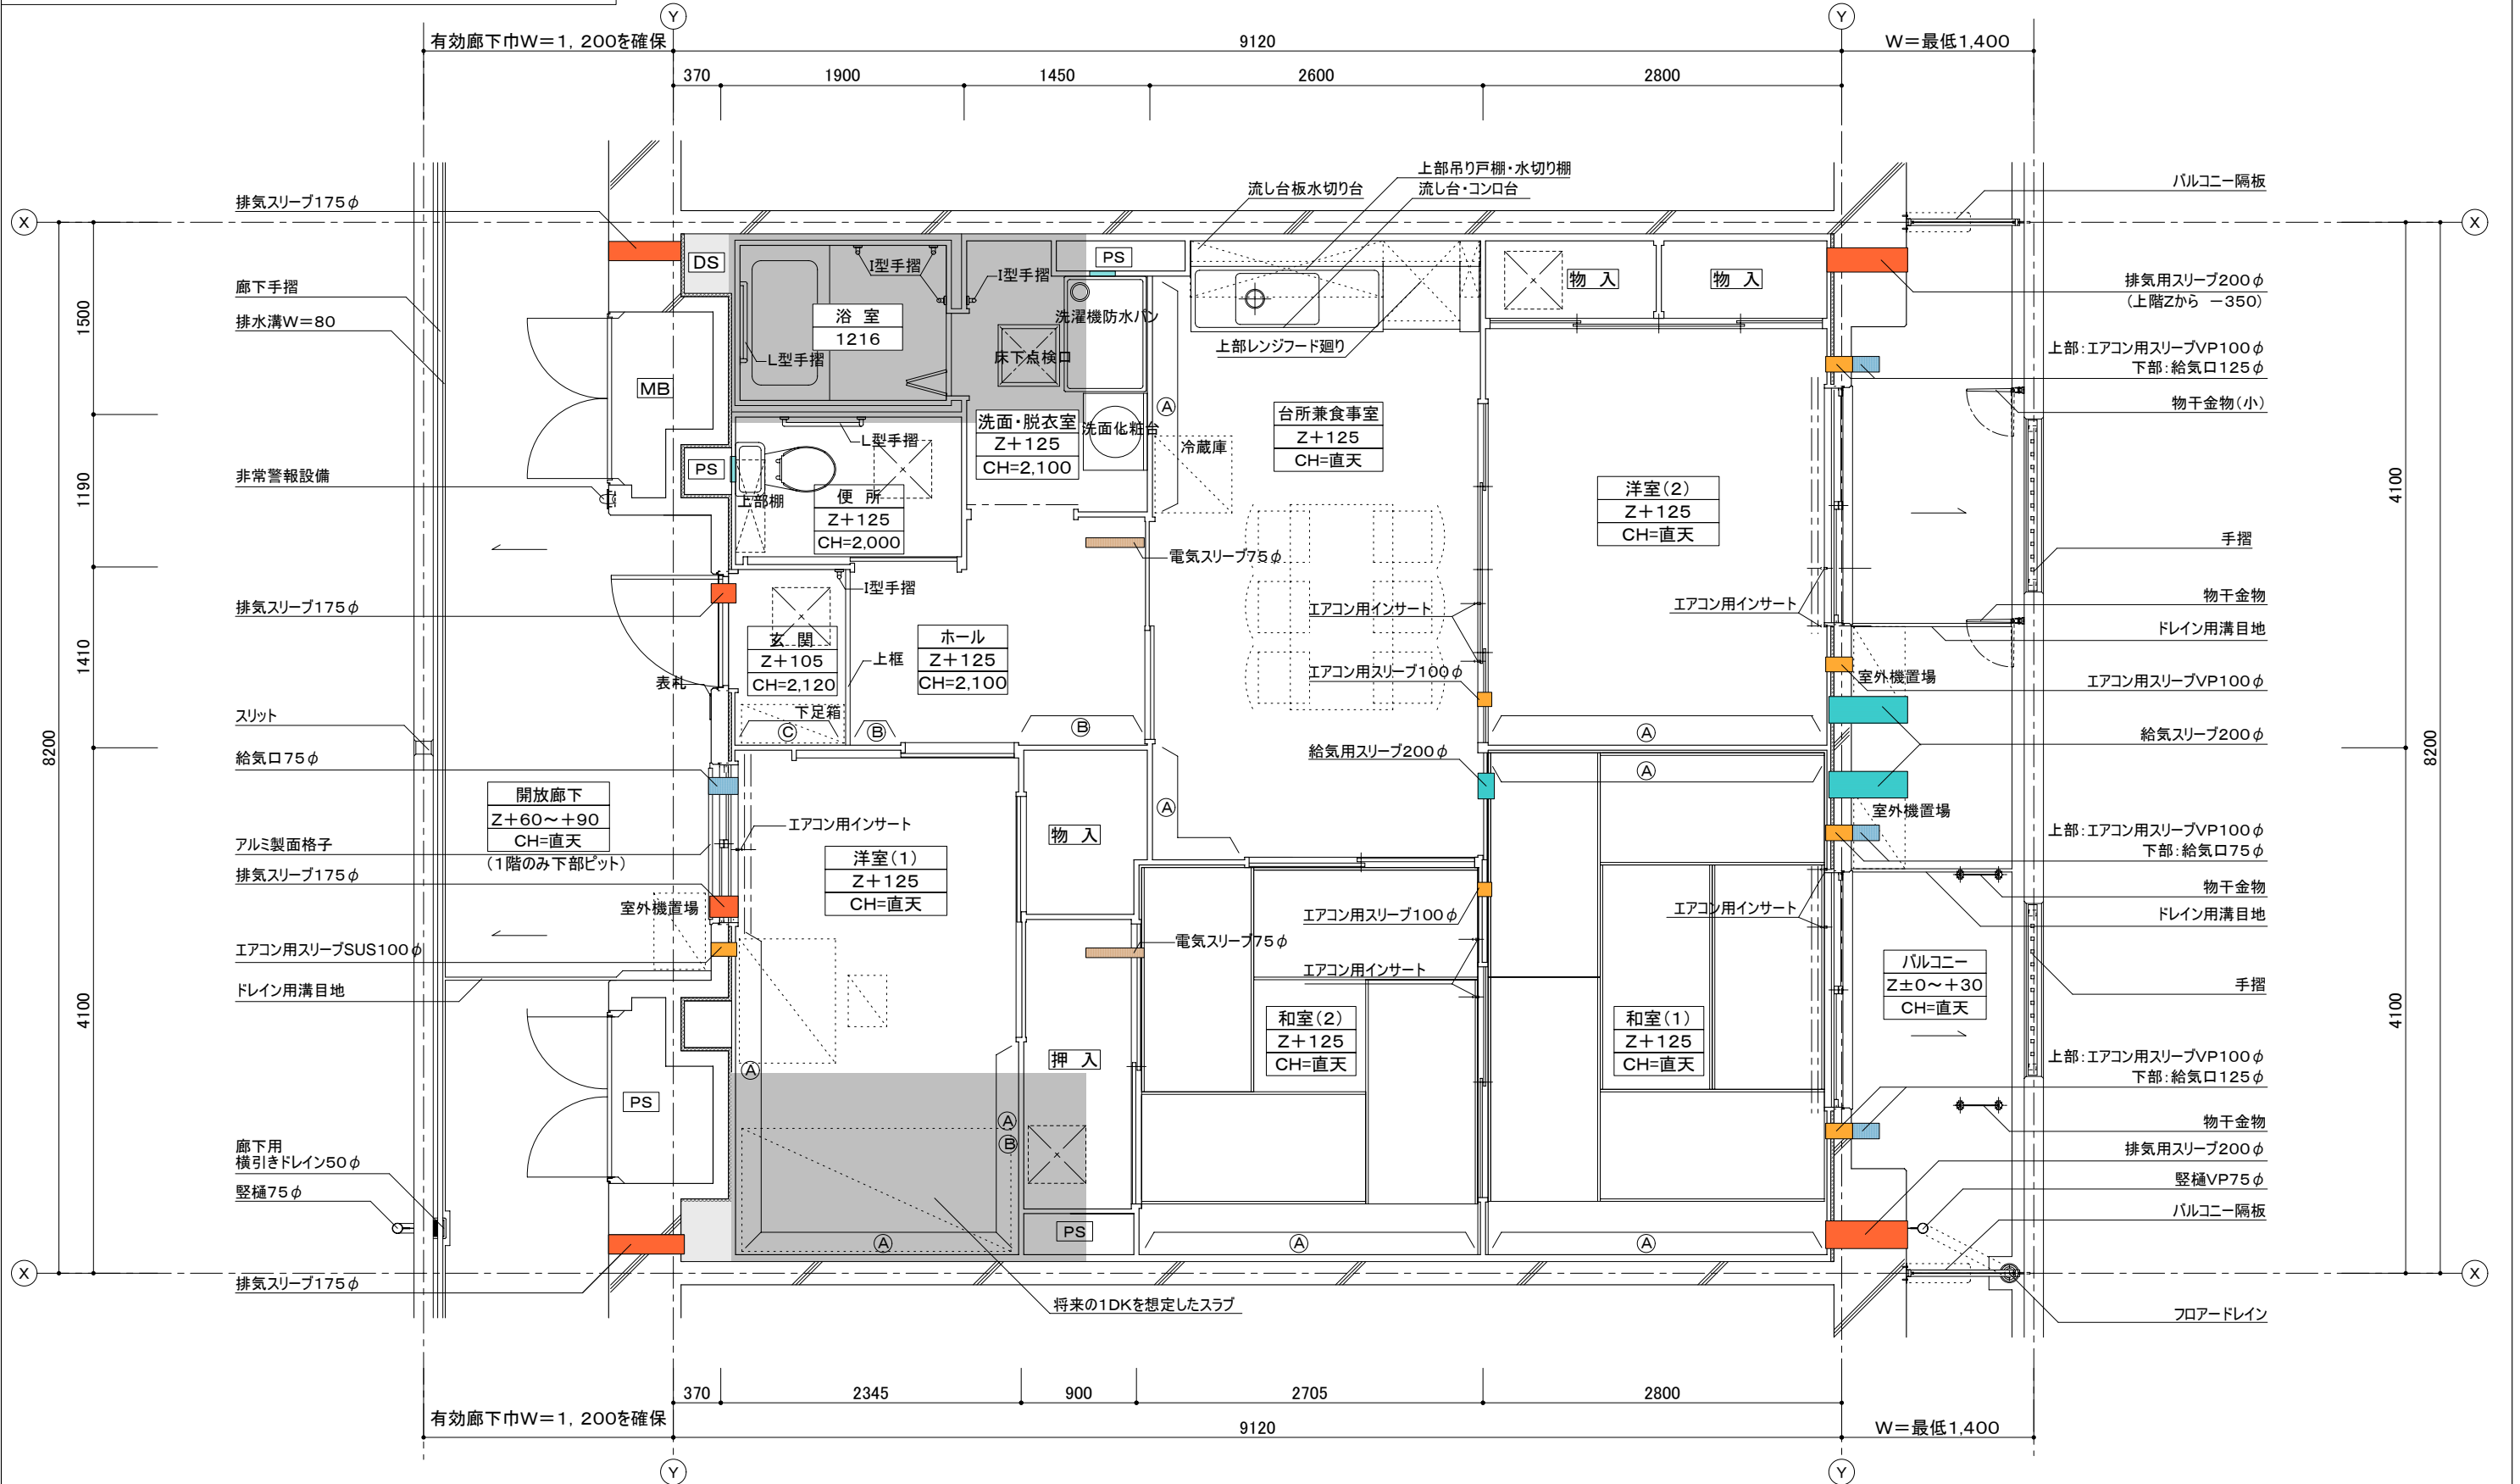 Y
Y
有効廊下巾W=1,200を確保
9120
W=最低1,400
370
1900
1450
2600
2800
排気スリーブ175φ
廊下手摺
排水溝W=80
非常警報設備
排気スリーブ175φ
スリット
給気口75φ
アルミ製面格子
排気スリーブ175φ
エアコン用スリーブSUS100φ
ドレイン用溝目地
廊下用
横引きドレイン50φ
竪樋75φ
排気スリーブ175φ
X
X
8200
1500
1190
1410
4100
DS
MB
PS
PS
表札
開放廊下
Z+60~+90
CH=直天
(1階のみ下部ピット)
室外機置場
I型手摺
I型手摺
L型手摺
浴 室
1216
PS
洗濯機防水パン
床下点検口
洗面・脱衣室
Z+125
CH=2,100
洗面化粧台
L型手摺
上部棚
便 所
Z+125
CH=2,000
電気スリーブ75φ
I型手摺
玄 関
Z+105
CH=2,120
上框
ホール
Z+125
CH=2,100
下足箱
C
B
B
上部吊り戸棚・水切り棚
流し台板水切り台
流し台・コンロ台
上部レンジフード廻り
A
冷蔵庫
台所兼食事室
Z+125
CH=直天
エアコン用インサート
エアコン用スリーブ100φ
給気用スリーブ200φ
A
物 入
物 入
洋室(2)
Z+125
CH=直天
エアコン用インサート
A
A
エアコン用インサート
洋室(1)
Z+125
CH=直天
物 入
押 入
電気スリーブ75φ
A
A
B
A
PS
将来の1DKを想定したスラブ
エアコン用スリーブ100φ
エアコン用インサート
和室(2)
Z+125
CH=直天
A
エアコン用インサート
和室(1)
Z+125
CH=直天
A
室外機置場
室外機置場
バルコニー
Z±0~+30
CH=直天
バルコニー隔板
排気用スリーブ200φ
(上階Zから -350)
上部:エアコン用スリーブVP100φ
下部:給気口125φ
物干金物(小)
手摺
物干金物
ドレイン用溝目地
エアコン用スリーブVP100φ
給気スリーブ200φ
上部:エアコン用スリーブVP100φ
下部:給気口75φ
物干金物
ドレイン用溝目地
手摺
上部:エアコン用スリーブVP100φ
下部:給気口125φ
物干金物
排気用スリーブ200φ
竪樋VP75φ
バルコニー隔板
フロアードレイン
X
X
4100
4100
8200
370
2345
900
2705
2800
有効廊下巾W=1,200を確保
9120
W=最低1,400
Y
Y